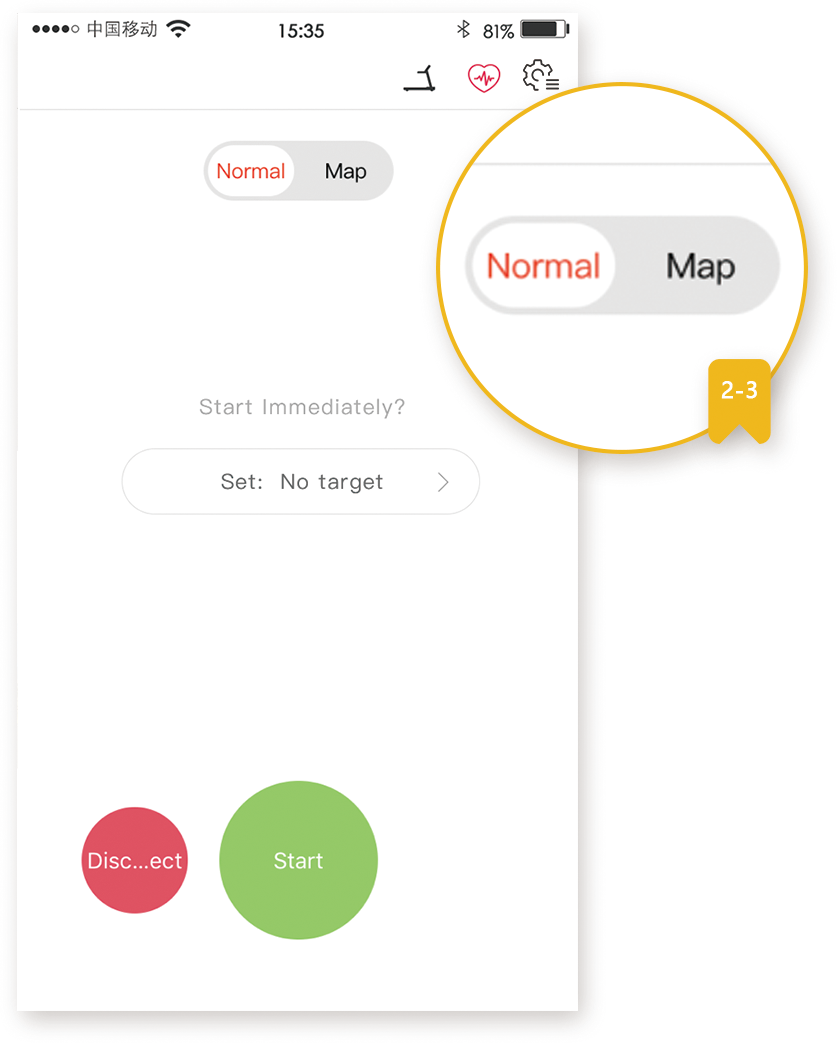 中国移动 15:35 81%
Normal Map
Normal Map
2-3
Start Immediately?
Set: No target
Disc...ect Start